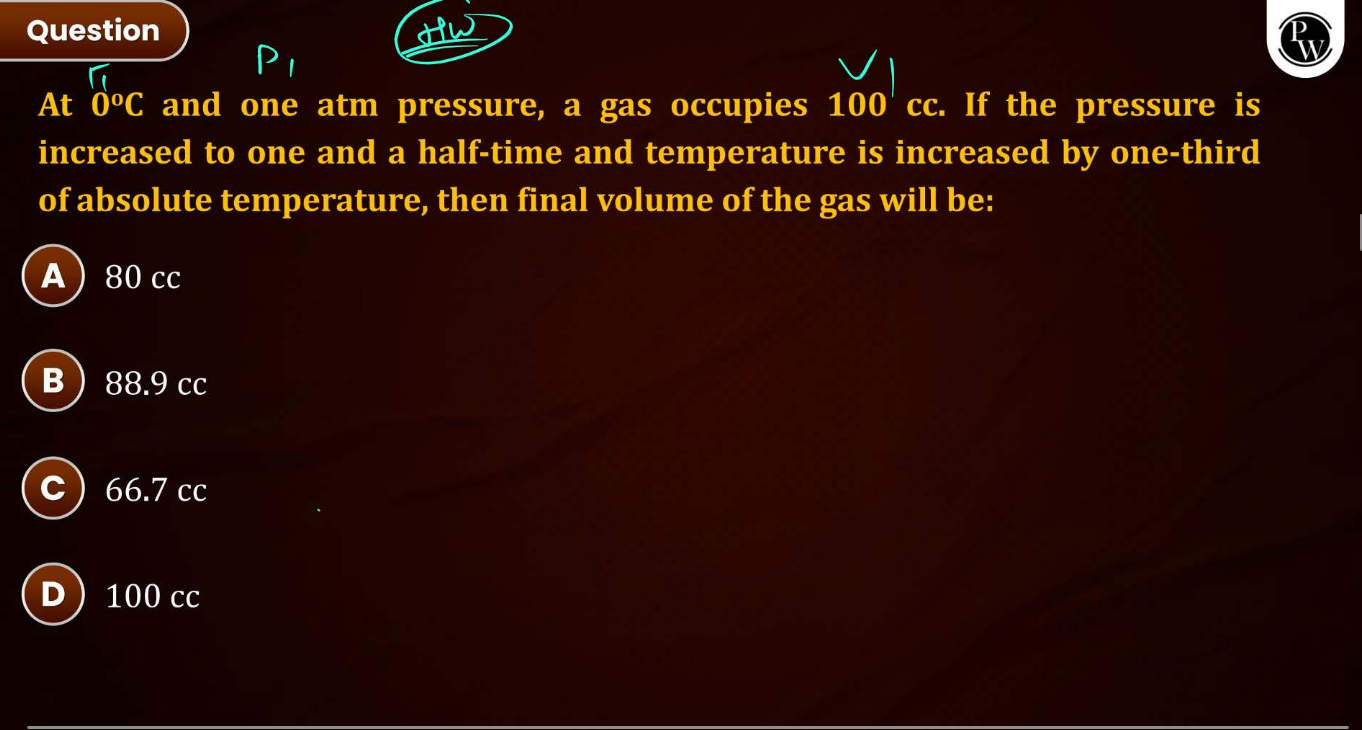 Question
HW
P
W
T1
P1
V1
At 0°C and one atm pressure, a gas occupies 100 cc. If the pressure is
increased to one and a half-time and temperature is increased by one-third
of absolute temperature, then final volume of the gas will be:
A 80 cc
B 88.9 cc
C 66.7 cc
D 100 cc